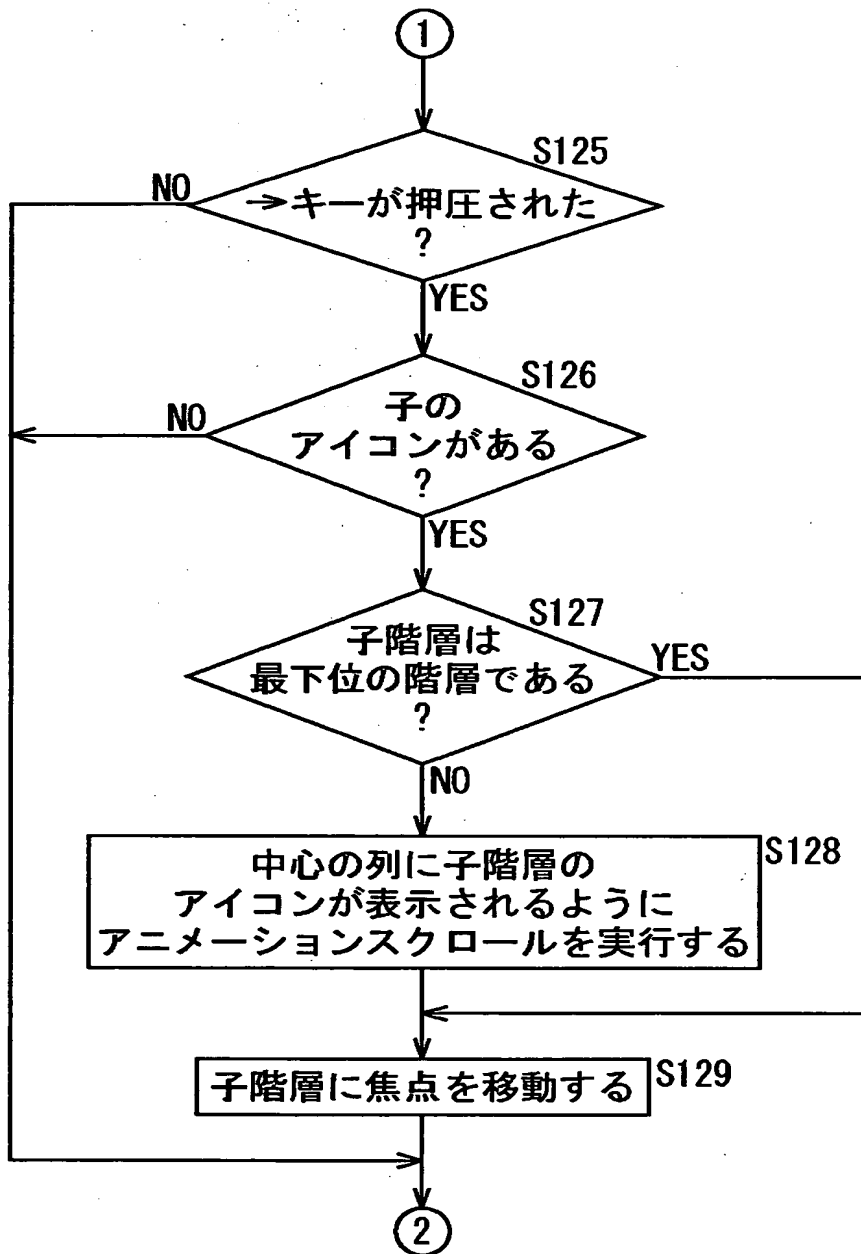 1
S125
NO
→キーが押圧された
?
YES
S126
NO
子の
アイコンがある
?
YES
S127
子階層は
YES
最下位の階層である
?
NO
S128
中心の列に子階層の
アイコンが表示されるように
アニメーションスクロールを実行する
S129
子階層に焦点を移動する
2